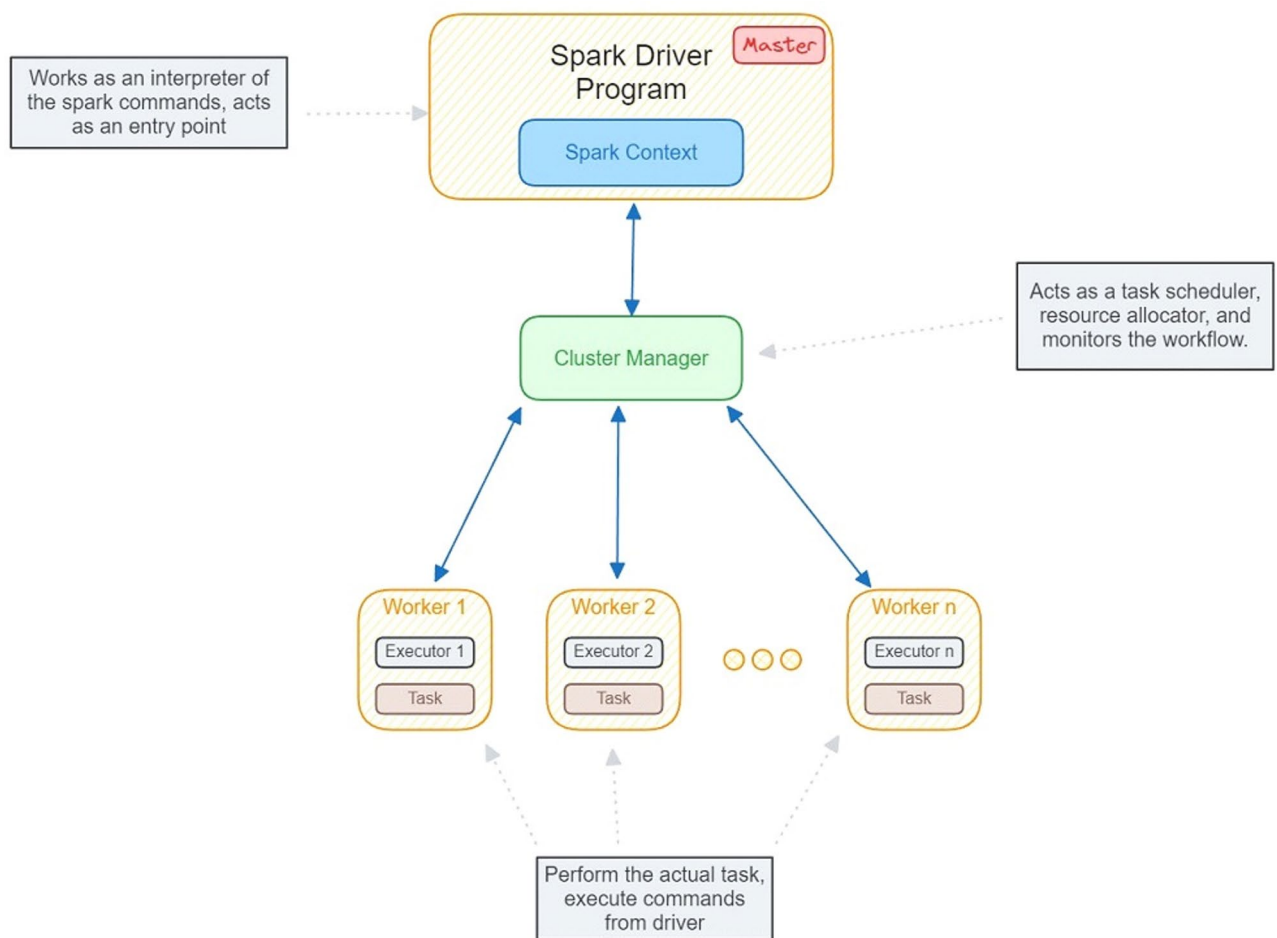 Spark Driver
Program
Master
Works as an interpreter of
the spark commands, acts
as an entry point
Spark Context
Acts as a task scheduler,
resource allocator, and
monitors the workflow.
Cluster Manager
Worker 1
Executor 1
Task
Worker 2
Executor 2
Task
Worker n
Executor n
Task
Perform the actual task,
execute commands
from driver